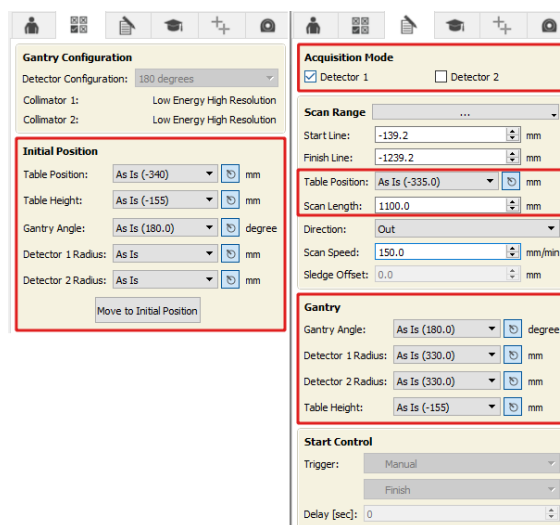 Gantry Configuration
Detector Configuration: 180 degrees
Collimator 1: Low Energy High Resolution
Collimator 2: Low Energy High Resolution
Initial Position
Table Position: As Is (-340) mm
Table Height: As Is (-155) mm
Gantry Angle: As Is (180.0) degree
Detector 1 Radius: As Is mm
Detector 2 Radius: As Is mm
Move to Initial Position
Acquisition Mode
Detector 1 Detector 2
Scan Range ...
Start Line: -139.2 mm
Finish Line: -1239.2 mm
Table Position: As Is (-335.0) mm
Scan Length: 1100.0 mm
Direction: Out
Scan Speed: 150.0 mm/min
Sledge Offset: 0.0 mm
Gantry
Gantry Angle: As Is (180.0) degree
Detector 1 Radius: As Is (330.0) mm
Detector 2 Radius: As Is (330.0) mm
Table Height: As Is (-155) mm
Start Control
Trigger: Manual
Finish
Delay [sec]: 0